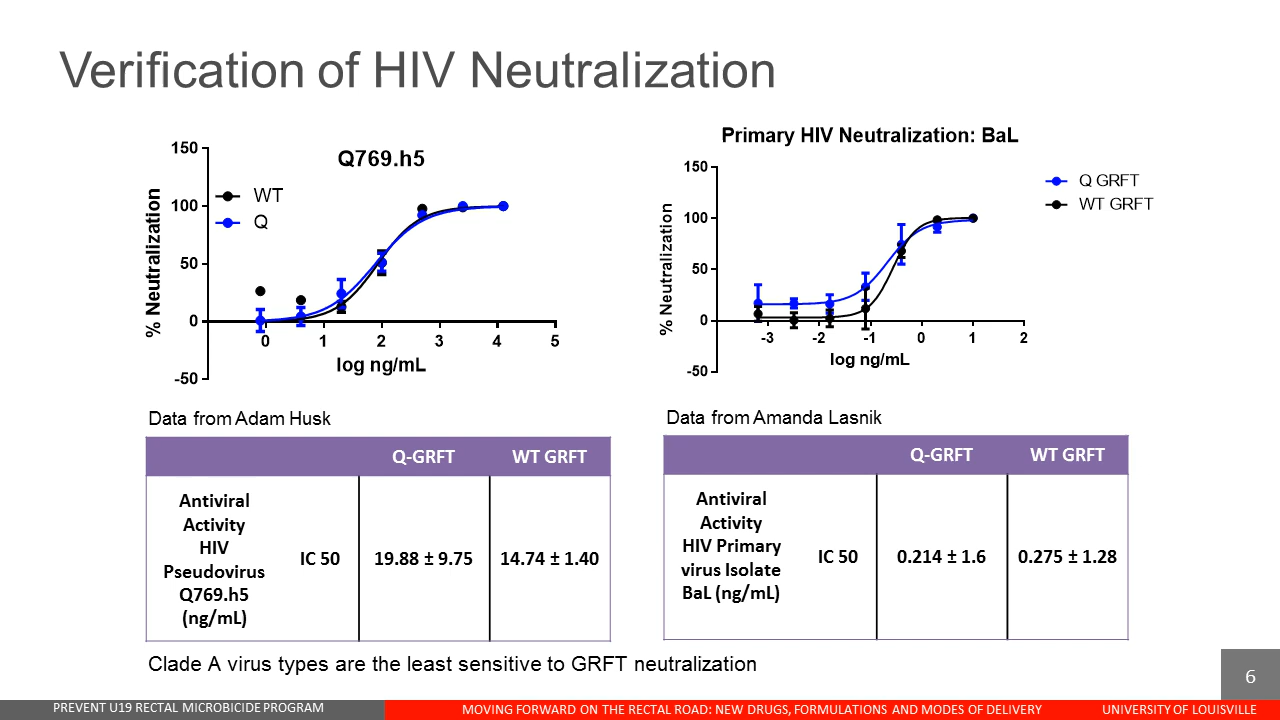 Verification of HIV Neutralization
Q769.h5
WT
Q
% Neutralization
150
100
50
0
-50
0 1 2 3 4 5
log ng/mL
Primary HIV Neutralization: BaL
Q GRFT
WT GRFT
% Neutralization
150
100
50
0
-50
-3 -2 -1 0 1 2
log ng/mL
Data from Adam Husk
Q-GRFT WT GRFT
Antiviral
Activity
HIV
Pseudovirus
Q769.h5
(ng/mL)
IC 50 19.88 ± 9.75 14.74 ± 1.40
Data from Amanda Lasnik
Q-GRFT WT GRFT
Antiviral
Activity
HIV Primary
virus Isolate
BaL (ng/mL)
IC 50 0.214 ± 1.6 0.275 ± 1.28
Clade A virus types are the least sensitive to GRFT neutralization
6
PREVENT U19 RECTAL MICROBICIDE PROGRAM
MOVING FORWARD ON THE RECTAL ROAD: NEW DRUGS, FORMULATIONS AND MODES OF DELIVERY
UNIVERSITY OF LOUISVILLE